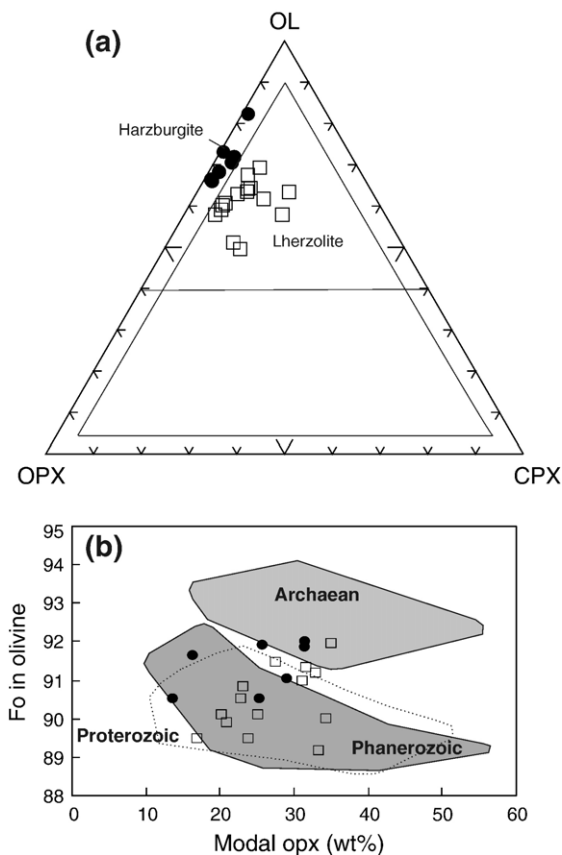 OL
(a)
Harzburgite
Lherzolite
OPX
CPX
(b)
95
94
93
92
91
90
89
88
Fo in olivine
Archaean
Proterozoic
Phanerozoic
0 10 20 30 40 50 60
Modal opx (wt%)